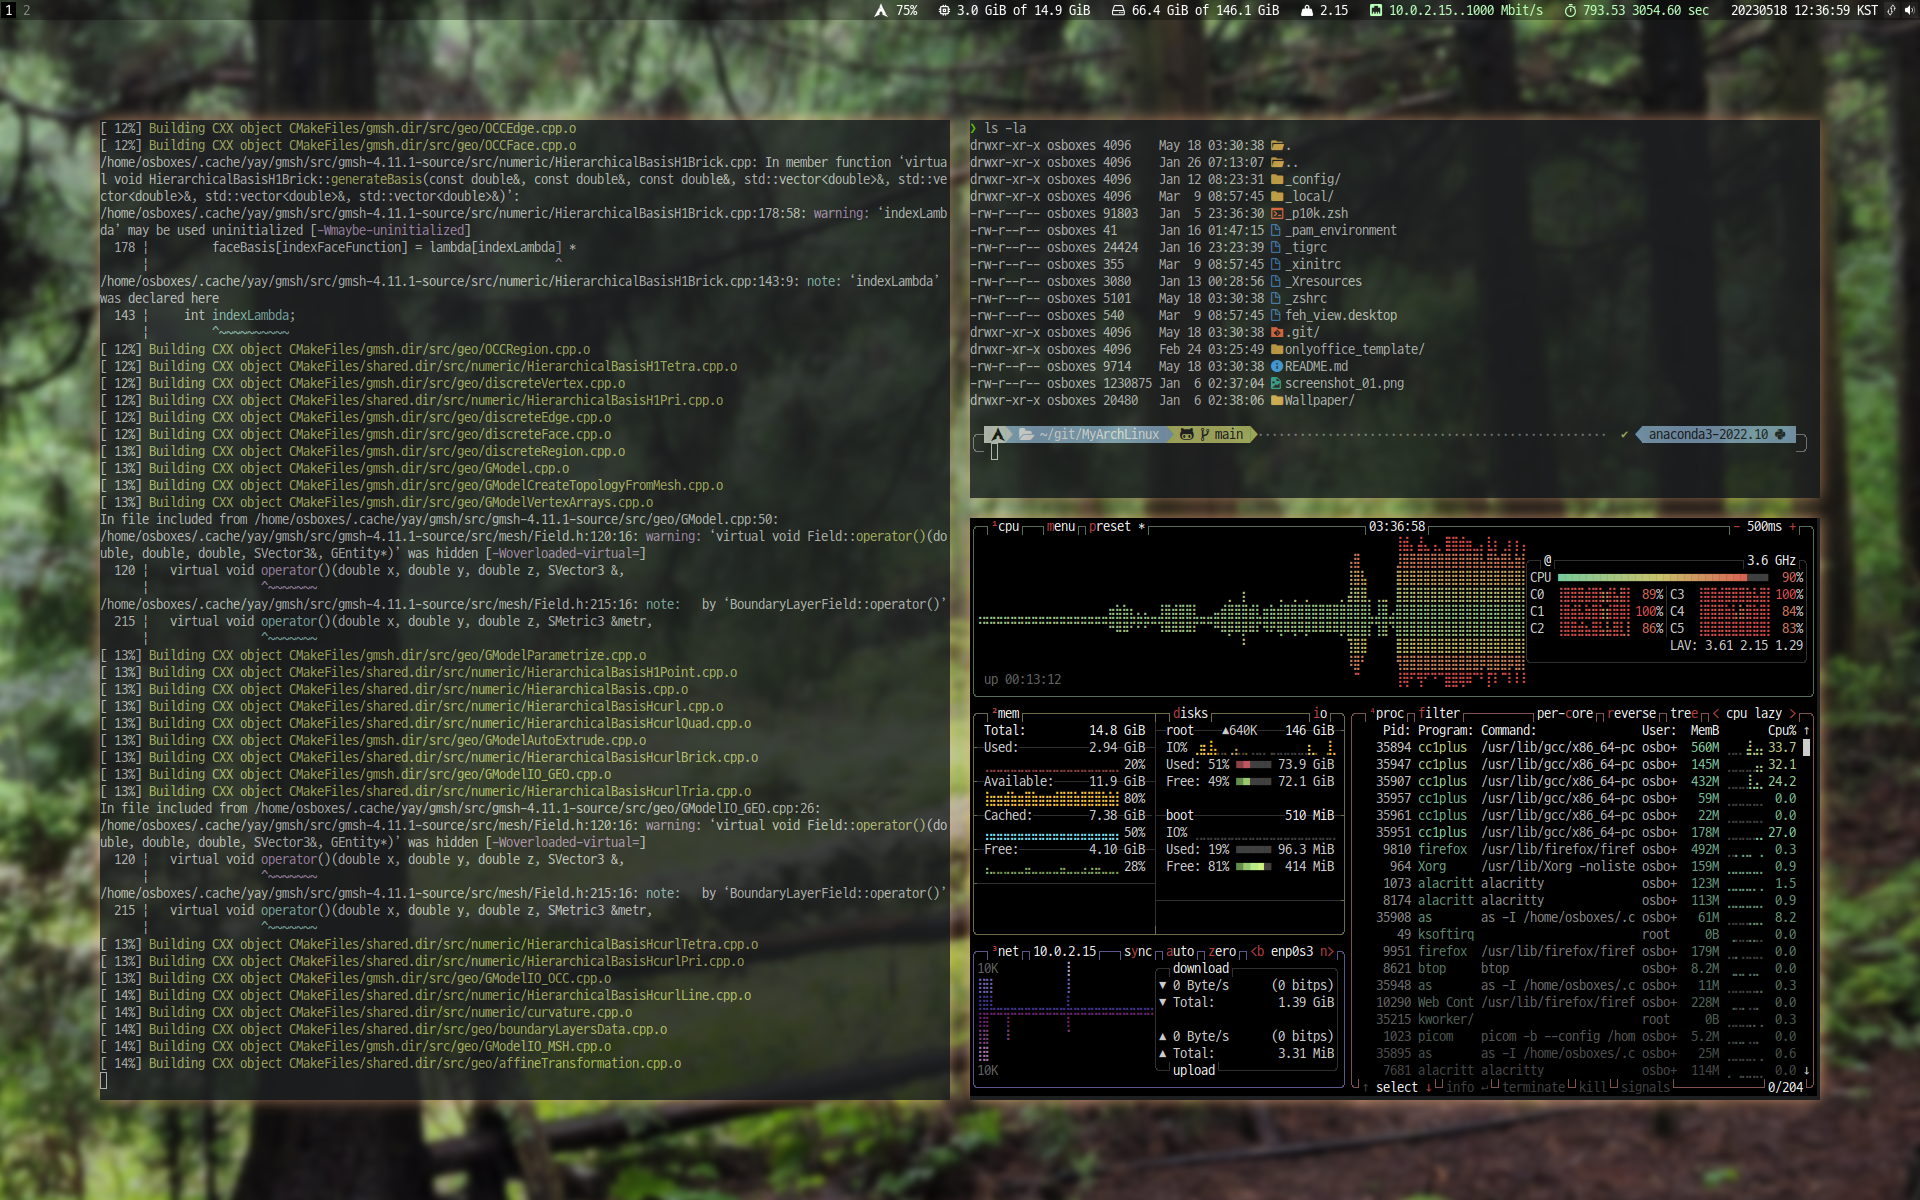 1 2
75% 3.0 GiB of 14.9 GiB 66.4 GiB of 146.1 GiB 2.15 10.0.2.15..1000 Mbit/s 793.53 3054.60 sec 20230518 12:36:59 KST
[ 12%] Building CXX object CMakeFiles/gmsh.dir/src/geo/OCCEdge.cpp.o
[ 12%] Building CXX object CMakeFiles/gmsh.dir/src/geo/OCCFace.cpp.o
/home/osboxes/.cache/yay/gmsh/src/gmsh-4.11.1-source/src/numeric/HierarchicalBasisH1Brick.cpp: In member function ‘virtua
l void HierarchicalBasisH1Brick::generateBasis(const double&, const double&, const double&, std::vector<double>&, std::ve
ctor<double>&, std::vector<double>&, std::vector<double>&)’:
/home/osboxes/.cache/yay/gmsh/src/gmsh-4.11.1-source/src/numeric/HierarchicalBasisH1Brick.cpp:178:58: warning: ‘indexLamb
da’ may be used uninitialized [-Wmaybe-uninitialized]
178 | faceBasis[indexFaceFunction] = lambda[indexLambda] *
| ^
/home/osboxes/.cache/yay/gmsh/src/gmsh-4.11.1-source/src/numeric/HierarchicalBasisH1Brick.cpp:143:9: note: ‘indexLambda’
was declared here
143 | int indexLambda;
| ^~~~~~~~~~~
[ 12%] Building CXX object CMakeFiles/gmsh.dir/src/geo/OCCRegion.cpp.o
[ 12%] Building CXX object CMakeFiles/shared.dir/src/numeric/HierarchicalBasisH1Tetra.cpp.o
[ 12%] Building CXX object CMakeFiles/gmsh.dir/src/geo/discreteVertex.cpp.o
[ 12%] Building CXX object CMakeFiles/shared.dir/src/numeric/HierarchicalBasisH1Pri.cpp.o
[ 12%] Building CXX object CMakeFiles/gmsh.dir/src/geo/discreteEdge.cpp.o
[ 12%] Building CXX object CMakeFiles/gmsh.dir/src/geo/discreteFace.cpp.o
[ 12%] Building CXX object CMakeFiles/gmsh.dir/src/geo/discreteRegion.cpp.o
[ 13%] Building CXX object CMakeFiles/gmsh.dir/src/geo/GModel.cpp.o
[ 13%] Building CXX object CMakeFiles/gmsh.dir/src/geo/GModelCreateTopologyFromMesh.cpp.o
[ 13%] Building CXX object CMakeFiles/gmsh.dir/src/geo/GModelVertexArrays.cpp.o
In file included from /home/osboxes/.cache/yay/gmsh/src/gmsh-4.11.1-source/src/geo/GModel.cpp:50:
/home/osboxes/.cache/yay/gmsh/src/gmsh-4.11.1-source/src/mesh/Field.h:120:16: warning: ‘virtual void Field::operator()(do
uble, double, double, SVector3&, GEntity*)’ was hidden [-Woverloaded-virtual=]
120 | virtual void operator()(double x, double y, double z, SVector3 &,
| ^~~~~~~~
/home/osboxes/.cache/yay/gmsh/src/gmsh-4.11.1-source/src/mesh/Field.h:215:16: note: by ‘BoundaryLayerField::operator()’
215 | virtual void operator()(double x, double y, double z, SMetric3 &metr,
| ^~~~~~~~
[ 13%] Building CXX object CMakeFiles/gmsh.dir/src/geo/GModelParametrize.cpp.o
[ 13%] Building CXX object CMakeFiles/shared.dir/src/numeric/HierarchicalBasisH1Point.cpp.o
[ 13%] Building CXX object CMakeFiles/shared.dir/src/numeric/HierarchicalBasis.cpp.o
[ 13%] Building CXX object CMakeFiles/shared.dir/src/numeric/HierarchicalBasisHcurl.cpp.o
[ 13%] Building CXX object CMakeFiles/shared.dir/src/numeric/HierarchicalBasisHcurlQuad.cpp.o
[ 13%] Building CXX object CMakeFiles/gmsh.dir/src/geo/GModelAutoExtrude.cpp.o
[ 13%] Building CXX object CMakeFiles/shared.dir/src/numeric/HierarchicalBasisHcurlBrick.cpp.o
[ 13%] Building CXX object CMakeFiles/gmsh.dir/src/geo/GModelIO_GEO.cpp.o
[ 13%] Building CXX object CMakeFiles/shared.dir/src/numeric/HierarchicalBasisHcurlTria.cpp.o
In file included from /home/osboxes/.cache/yay/gmsh/src/gmsh-4.11.1-source/src/geo/GModelIO_GEO.cpp:26:
/home/osboxes/.cache/yay/gmsh/src/gmsh-4.11.1-source/src/mesh/Field.h:120:16: warning: ‘virtual void Field::operator()(do
uble, double, double, SVector3&, GEntity*)’ was hidden [-Woverloaded-virtual=]
120 | virtual void operator()(double x, double y, double z, SVector3 &,
| ^~~~~~~~
/home/osboxes/.cache/yay/gmsh/src/gmsh-4.11.1-source/src/mesh/Field.h:215:16: note: by ‘BoundaryLayerField::operator()’
215 | virtual void operator()(double x, double y, double z, SMetric3 &metr,
| ^~~~~~~~
[ 13%] Building CXX object CMakeFiles/shared.dir/src/numeric/HierarchicalBasisHcurlTetra.cpp.o
[ 13%] Building CXX object CMakeFiles/shared.dir/src/numeric/HierarchicalBasisHcurlPri.cpp.o
[ 13%] Building CXX object CMakeFiles/gmsh.dir/src/geo/GModelIO_OCC.cpp.o
[ 14%] Building CXX object CMakeFiles/shared.dir/src/numeric/HierarchicalBasisHcurlLine.cpp.o
[ 14%] Building CXX object CMakeFiles/gmsh.dir/src/numeric/curvature.cpp.o
[ 14%] Building CXX object CMakeFiles/shared.dir/src/geo/boundaryLayersData.cpp.o
[ 14%] Building CXX object CMakeFiles/gmsh.dir/src/geo/GModelIO_MSH.cpp.o
[ 14%] Building CXX object CMakeFiles/shared.dir/src/geo/affineTransformation.cpp.o
❯ ls -la
drwxr-xr-x osboxes 4096 May 18 03:30:38 .
drwxr-xr-x osboxes 4096 Jan 26 07:13:07 ..
drwxr-xr-x osboxes 4096 Jan 12 08:23:31 _config/
drwxr-xr-x osboxes 4096 Mar 9 08:57:45 _local/
-rw-r--r-- osboxes 91803 Jan 5 23:36:30 _p10k.zsh
-rw-r--r-- osboxes 41 Jan 16 01:47:15 _pam_environment
-rw-r--r-- osboxes 24424 Jan 16 23:23:39 _tigrc
-rw-r--r-- osboxes 355 Mar 9 08:57:45 _xinitrc
-rw-r--r-- osboxes 3080 Jan 13 00:28:56 _Xresources
-rw-r--r-- osboxes 5101 May 18 03:30:38 _zshrc
-rw-r--r-- osboxes 540 Mar 9 08:57:45 feh_view.desktop
drwxr-xr-x osboxes 4096 May 18 03:30:38 .git/
drwxr-xr-x osboxes 4096 Feb 24 03:25:49 onlyoffice_template/
-rw-r--r-- osboxes 9714 May 18 03:30:38 README.md
-rw-r--r-- osboxes 1230875 Jan 6 02:37:04 screenshot_01.png
drwxr-xr-x osboxes 20480 Jan 6 02:38:06 Wallpaper/
~/git/MyArchLinux main ✔ anaconda3-2022.10
¹cpu menu preset * 03:36:58 - 500ms +
@ 3.6 GHz
CPU 90%
C0 89% C3 100%
C1 100% C4 84%
C2 86% C5 83%
LAV: 3.61 2.15 1.29
up 00:13:12
²mem disks io
Total: 14.8 GiB root ▲640K 146 GiB
Used: 2.94 GiB IO%
20% Used: 51% 73.9 GiB
Available: 11.9 GiB Free: 49% 72.1 GiB
80%
Cached: 7.38 GiB boot 510 MiB
50% IO%
Free: 4.10 GiB Used: 19% 96.3 MiB
28% Free: 81% 414 MiB
³net 10.0.2.15 sync auto zero <b enp0s3 n>
10K download
▼ 0 Byte/s (0 bitps)
▼ Total: 1.39 GiB
▲ 0 Byte/s (0 bitps)
▲ Total: 3.31 MiB
10K upload
⁴proc filter per-core reverse tree < cpu lazy >
Pid: Program: Command: User: MemB Cpu% ↑
35894 cc1plus /usr/lib/gcc/x86_64-pc osbo+ 560M 33.7
35947 cc1plus /usr/lib/gcc/x86_64-pc osbo+ 145M 32.1
35907 cc1plus /usr/lib/gcc/x86_64-pc osbo+ 432M 24.2
35957 cc1plus /usr/lib/gcc/x86_64-pc osbo+ 59M 0.0
35961 cc1plus /usr/lib/gcc/x86_64-pc osbo+ 22M 0.0
35951 cc1plus /usr/lib/gcc/x86_64-pc osbo+ 178M 27.0
9810 firefox /usr/lib/firefox/firef osbo+ 492M 0.3
964 Xorg /usr/lib/Xorg -noliste osbo+ 159M 0.9
1073 alacritt alacritty osbo+ 123M 1.5
8174 alacritt alacritty osbo+ 113M 0.9
35908 as as -I /home/osboxes/.c osbo+ 61M 8.2
49 ksoftirq root 0B 0.0
9951 firefox /usr/lib/firefox/firef osbo+ 179M 0.0
8621 btop btop osbo+ 8.2M 0.0
35948 as as -I /home/osboxes/.c osbo+ 11M 0.3
10290 Web Cont /usr/lib/firefox/firef osbo+ 228M 0.0
35215 kworker/ root 0B 0.3
1023 picom picom -b --config /hom osbo+ 5.2M 0.0
35895 as as -I /home/osboxes/.c osbo+ 25M 0.6
7681 alacritt alacritty osbo+ 114M 0.0 ↓
↑ select ↓ info ↵ terminate kill signals 0/204